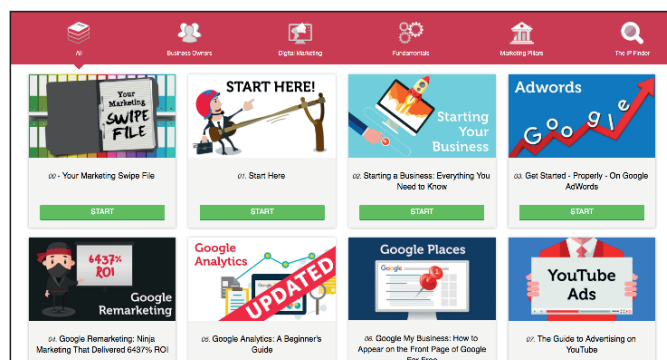 All
Business Owners
Digital Marketing
Fundamentals
Marketing Pillars
The IP Finder
Your
Marketing
SWIPE
FILE
00 - Your Marketing Swipe File
START
START HERE!
01. Start Here
START
Starting
Your
Business
02. Starting a Business: Everything You
Need to Know
START
Adwords
Google
03. Get Started - Properly - On Google
AdWords
START
6437%
ROI
Google
Remarketing
04. Google Remarketing: Ninja
Marketing That Delivered 6437% ROI
Google
Analytics
Google
UPDATED
05. Google Analytics: A Beginner's
Guide
Google Places
Google
06. Google My Business: How to
Appear on the Front Page of Google
For Free
YouTube
Ads
07. The Guide to Advertising on
YouTube